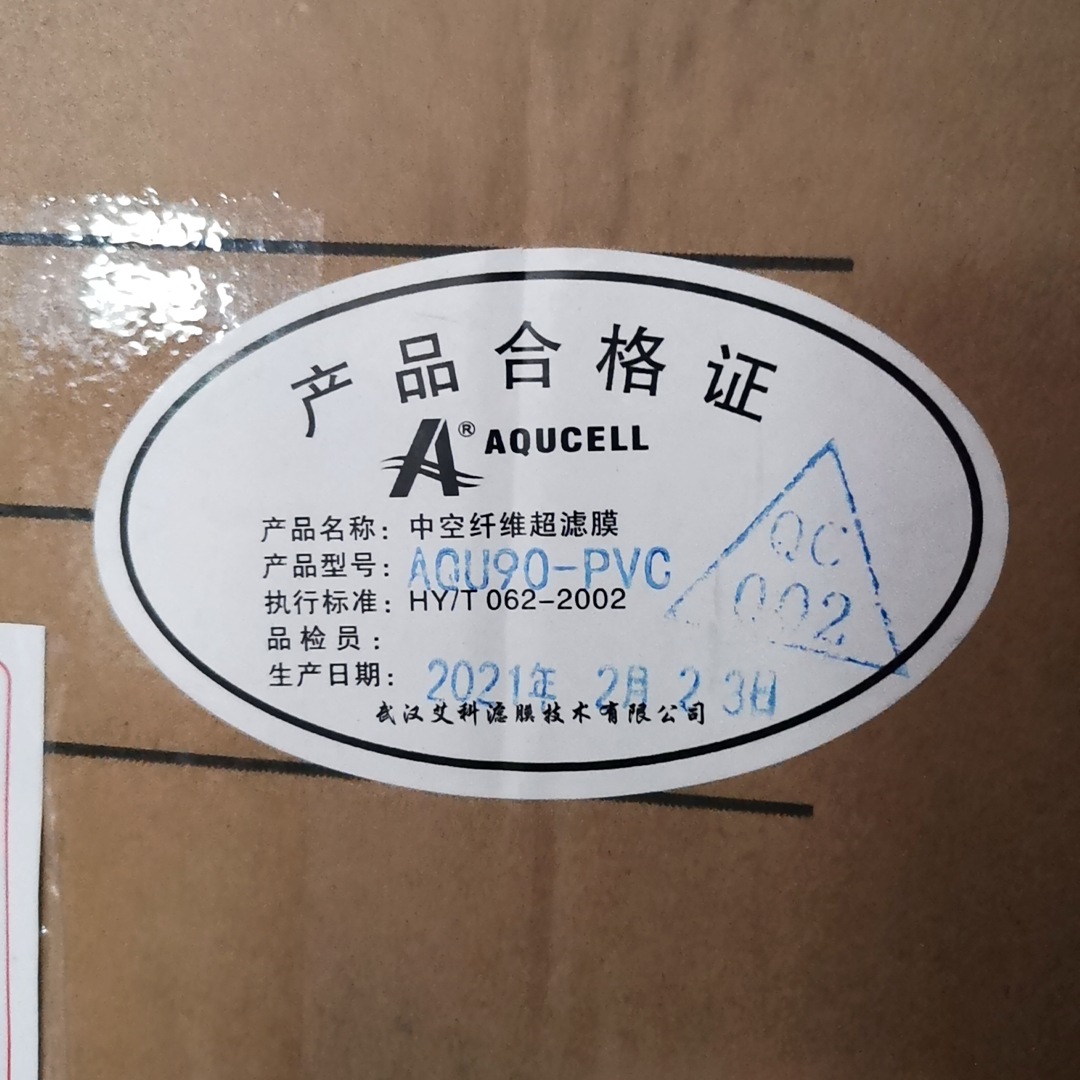 产品合格证
A® AQUCELL
产品名称：中空纤维超滤膜
产品型号：AQU90-PVC
执行标准：HY/T 062-2002
品检员：
QC
002
生产日期：2021年 2月 23日
武汉艾科滤膜技术有限公司